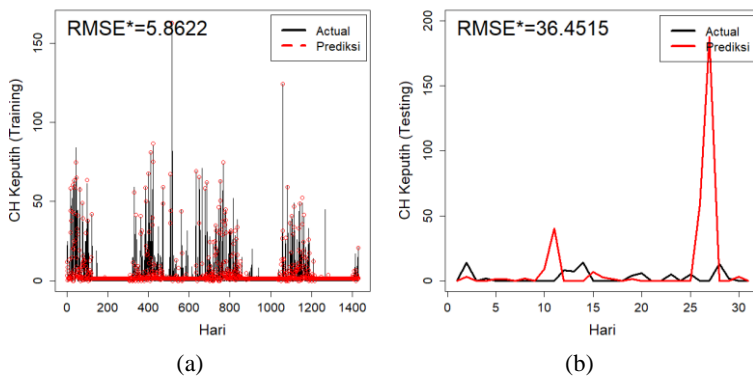 RMSE*=5.8622
Actual
Prediksi
CH Keputih (Training)
150
100
50
0
0 200 400 600 800 1000 1200 1400
Hari
(a)
RMSE*=36.4515
Actual
Prediksi
CH Keputih (Testing)
200
150
100
50
0
0 5 10 15 20 25 30
Hari
(b)